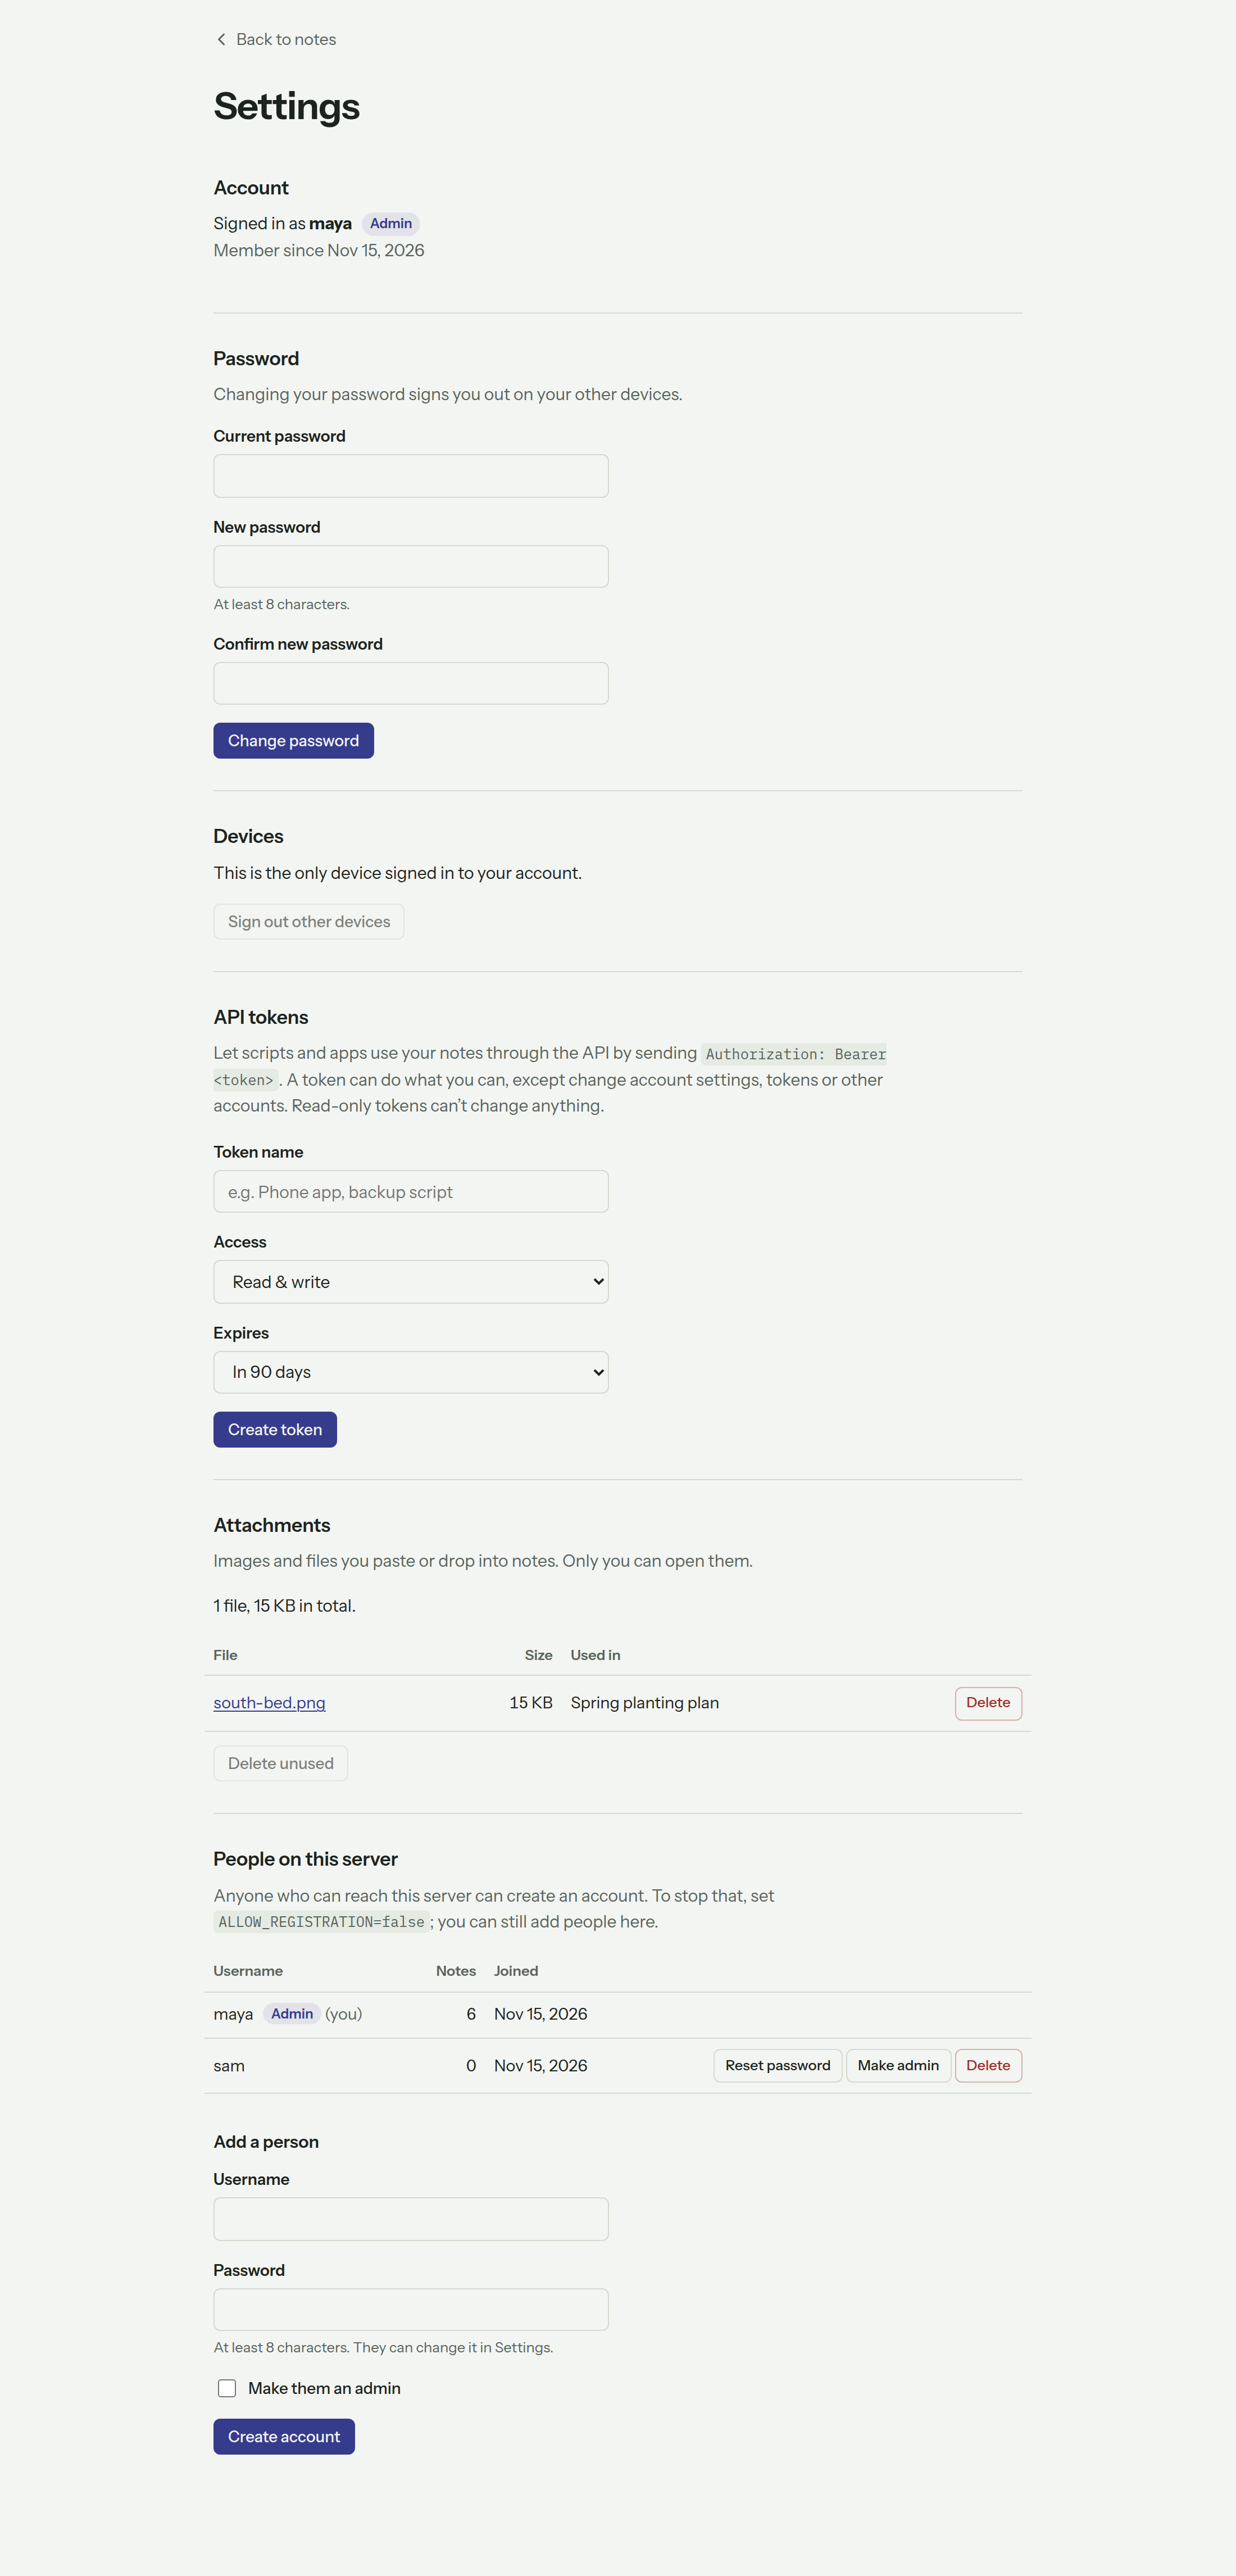 Back to notes
Settings
Account
Signed in as maya Admin
Member since Nov 15, 2026
Password
Changing your password signs you out on your other devices.
Current password
New password
At least 8 characters.
Confirm new password
Change password
Devices
This is the only device signed in to your account.
Sign out other devices
API tokens
Let scripts and apps use your notes through the API by sending Authorization: Bearer
<token>. A token can do what you can, except change account settings, tokens or other
accounts. Read-only tokens can’t change anything.
Token name
e.g. Phone app, backup script
Access
Read & write
Expires
In 90 days
Create token
Attachments
Images and files you paste or drop into notes. Only you can open them.
1 file, 15 KB in total.
File Size Used in
south-bed.png 15 KB Spring planting plan Delete
Delete unused
People on this server
Anyone who can reach this server can create an account. To stop that, set
ALLOW_REGISTRATION=false; you can still add people here.
Username Notes Joined
maya Admin (you) 6 Nov 15, 2026
sam 0 Nov 15, 2026 Reset password Make admin Delete
Add a person
Username
Password
At least 8 characters. They can change it in Settings.
Make them an admin
Create account